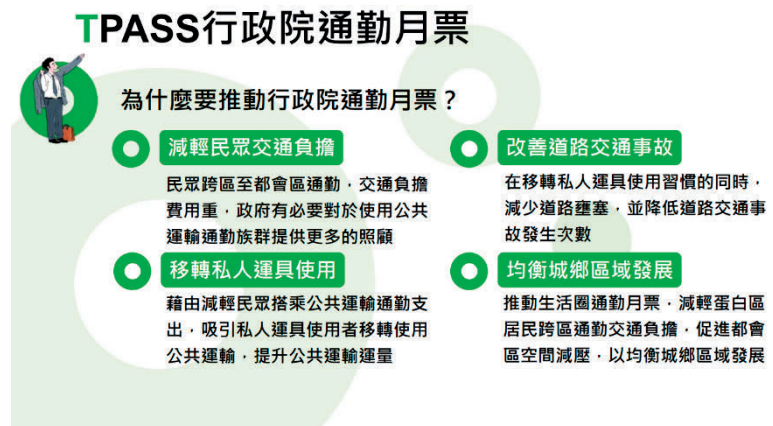 TPASS行政院通勤月票
為什麼要推動行政院通勤月票？
減輕民眾交通負擔
民眾跨區至都會區通勤，交通負擔
費用重，政府有必要對於使用公共
運輸通勤族群提供更多的照顧
改善道路交通事故
在移轉私人運具使用習慣的同時，
減少道路壅塞，並降低道路交通事
故發生次數
移轉私人運具使用
藉由減輕民眾搭乘公共運輸通勤支
出，吸引私人運具使用者移轉使用
公共運輸，提升公共運輸運量
均衡城鄉區域發展
推動生活圈通勤月票，減輕蛋白區
居民跨區通勤交通負擔，促進都會
區空間減壓，以均衡城鄉區域發展